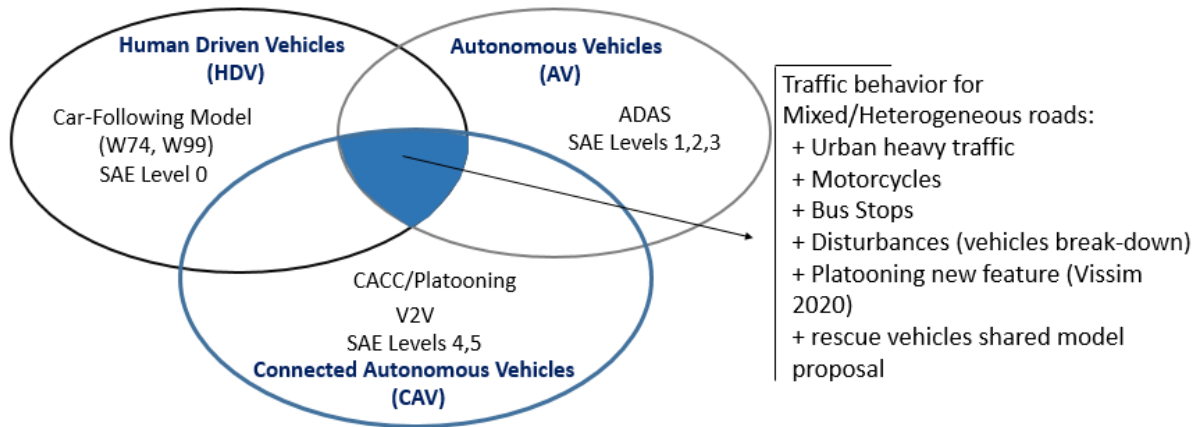 Human Driven Vehicles
(HDV)
Car-Following Model
(W74, W99)
SAE Level 0
Autonomous Vehicles
(AV)
ADAS
SAE Levels 1,2,3
CACC/Platooning
V2V
SAE Levels 4,5
Connected Autonomous Vehicles
(CAV)
Traffic behavior for
Mixed/Heterogeneous roads:
+ Urban heavy traffic
+ Motorcycles
+ Bus Stops
+ Disturbances (vehicles break-down)
+ Platooning new feature (Vissim
2020)
+ rescue vehicles shared model
proposal